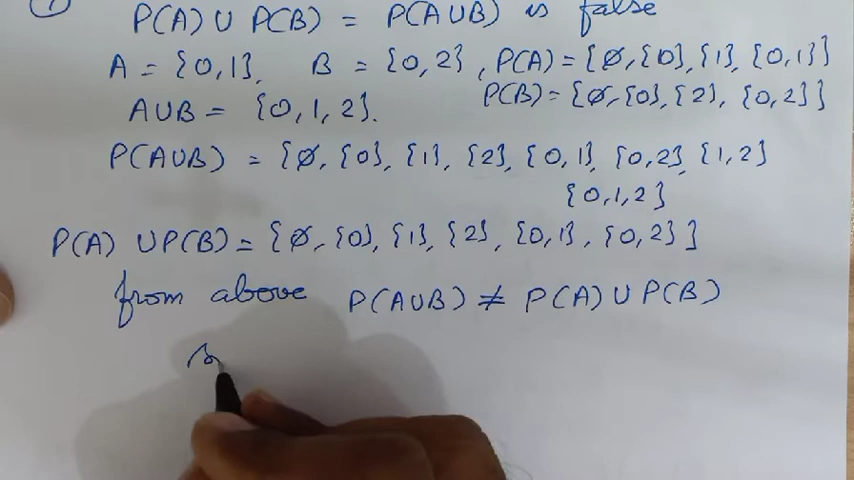 ①
P(A) ∪ P(B) = P(A∪B) is false
A = {0,1}, B = {0,2}, P(A) = {∅, {0}, {1}, {0,1}}
A∪B = {0,1,2}. P(B) = {∅, {0}, {2}, {0,2}}
P(A∪B) = {∅, {0}, {1}, {2}, {0,1}, {0,2}, {1,2}
{0,1,2}
P(A) ∪P(B) = {∅, {0}, {1}, {2}, {0,1}, {0,2}}
from above P(A∪B) ≠ P(A) ∪ P(B)